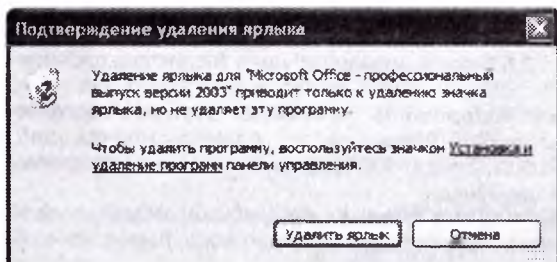 Подтверждение удаления ярлыка
Удаление ярлыка для "Microsoft Office - профессиональный
выпуск версии 2003" приводит только к удалению значка
ярлыка, но не удаляет эту программу.
Чтобы удалить программу, воспользуйтесь значком Установка и
удаление программ панели управления.
Удалить ярлык
Отмена